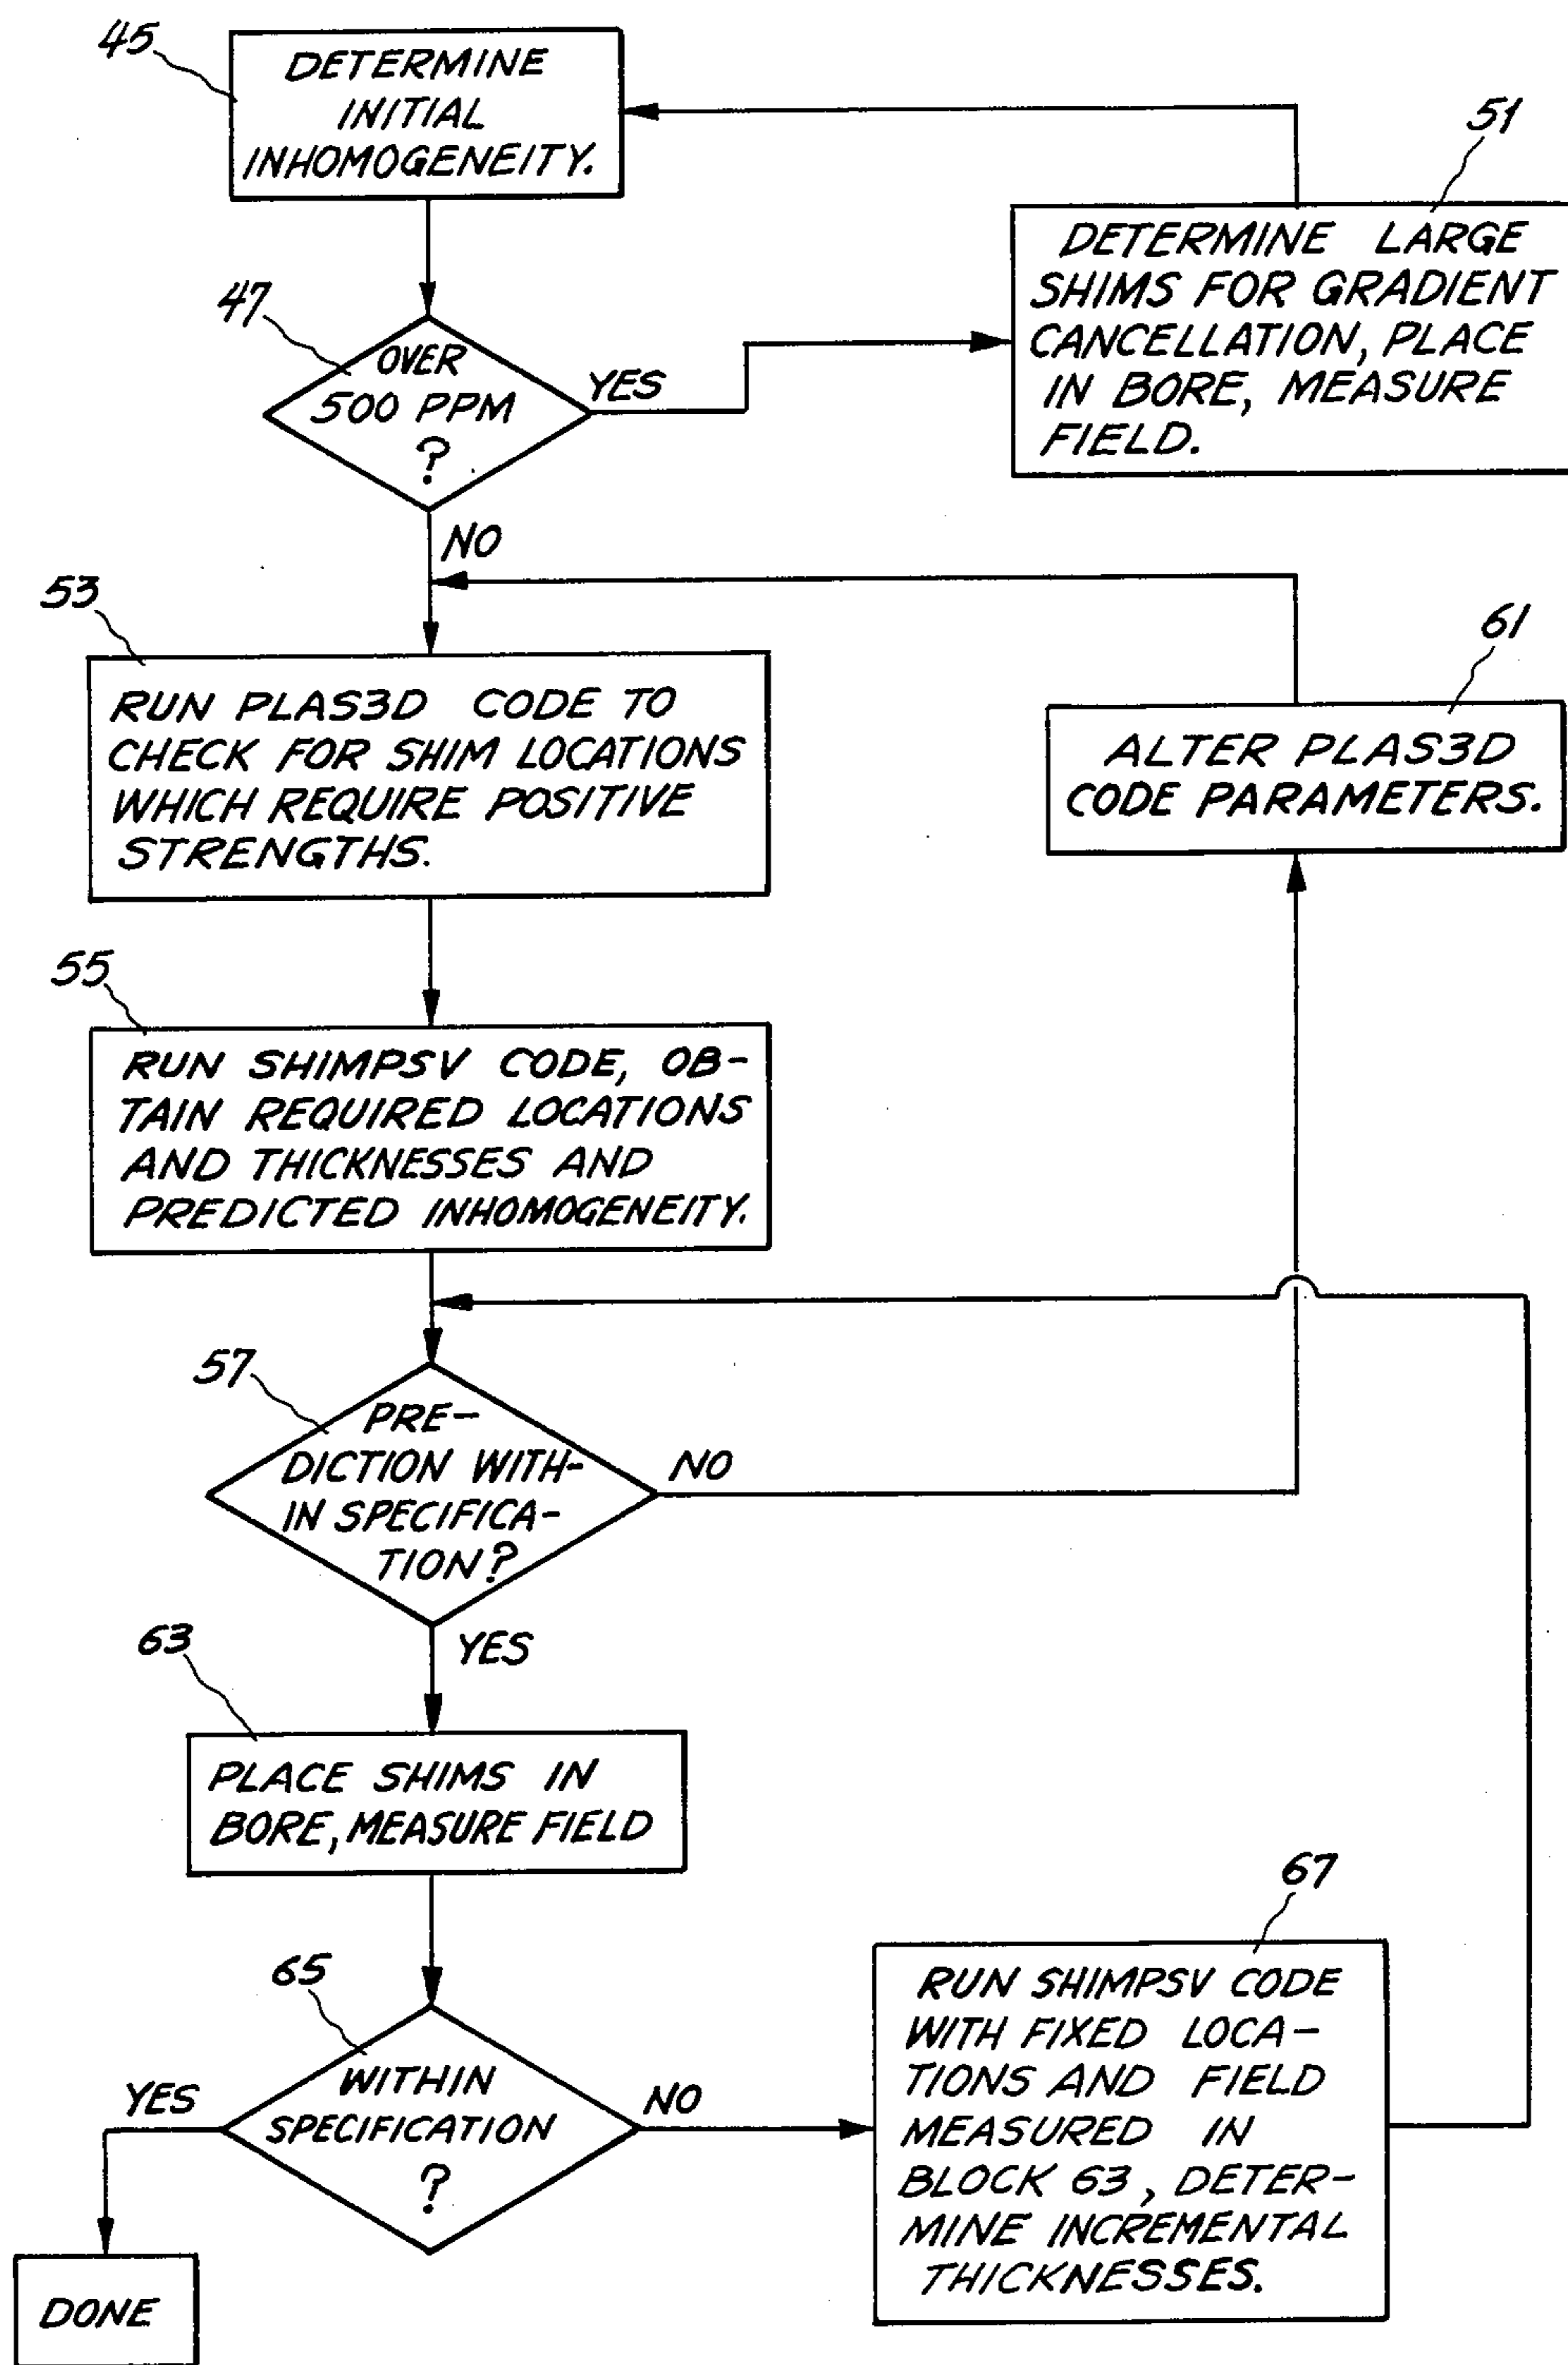 45
DETERMINE
INITIAL
INHOMOGENEITY.
51
DETERMINE LARGE
SHIMS FOR GRADIENT
CANCELLATION, PLACE
IN BORE, MEASURE
FIELD.
47
OVER
500 PPM
?
YES
NO
53
RUN PLAS3D CODE TO
CHECK FOR SHIM LOCATIONS
WHICH REQUIRE POSITIVE
STRENGTHS.
61
ALTER PLAS3D
CODE PARAMETERS.
55
RUN SHIMPSV CODE, OB-
TAIN REQUIRED LOCATIONS
AND THICKNESSES AND
PREDICTED INHOMOGENEITY.
57
PRE-
DICTION WITH-
IN SPECIFICA-
TION?
NO
YES
63
PLACE SHIMS IN
BORE, MEASURE FIELD
65
WITHIN
SPECIFICATION
?
YES
NO
67
RUN SHIMPSV CODE
WITH FIXED LOCA-
TIONS AND FIELD
MEASURED IN
BLOCK 63, DETER-
MINE INCREMENTAL
THICKNESSES.
DONE